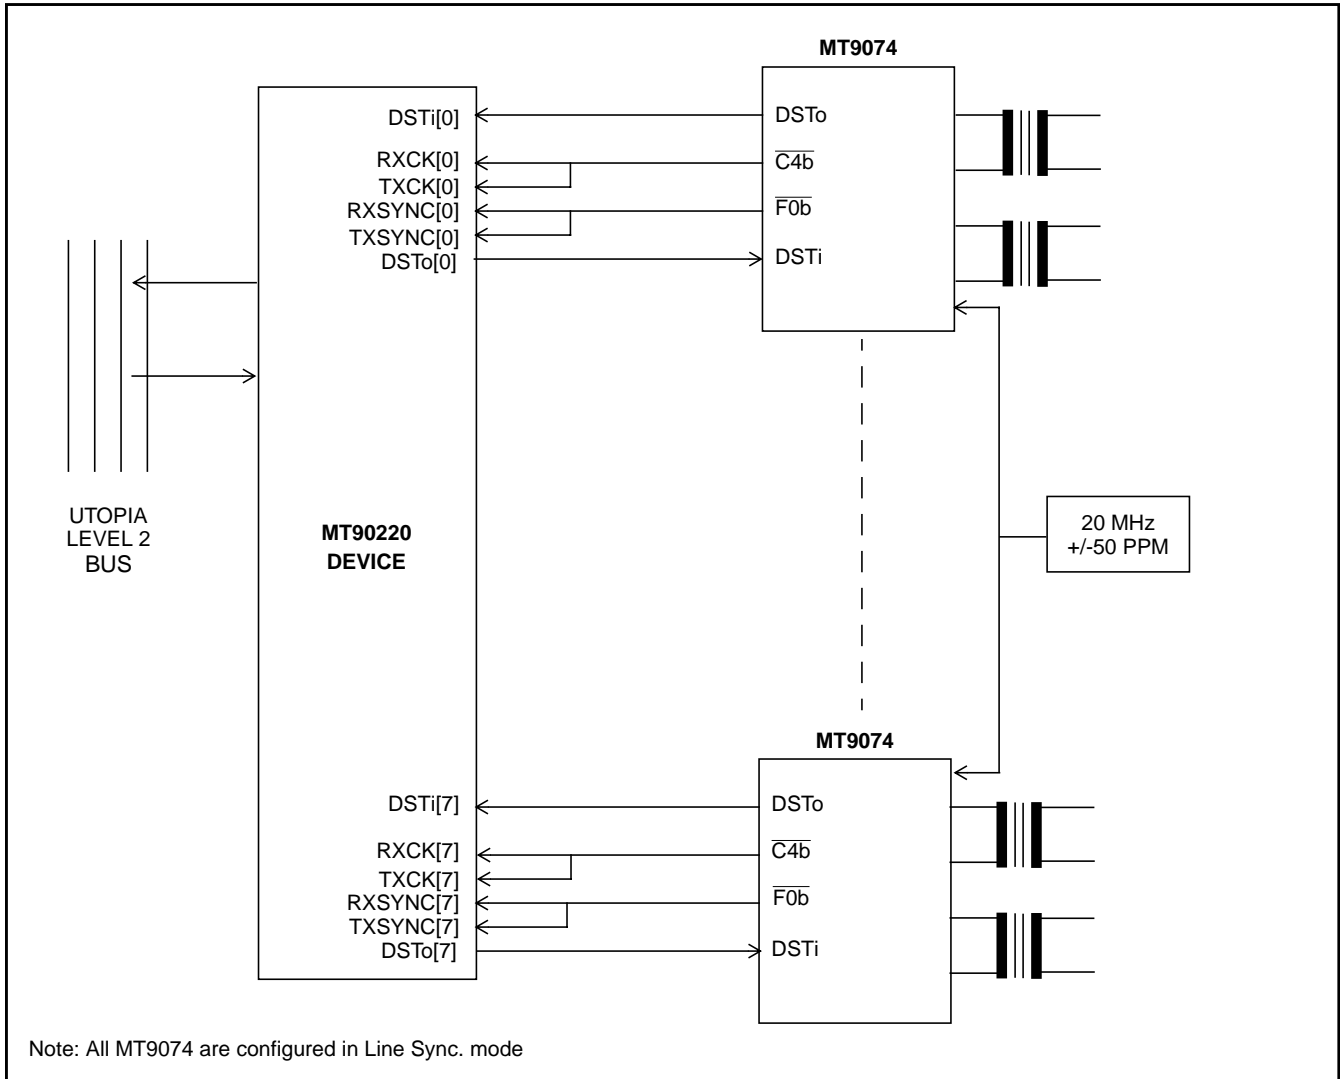 MT9074
DSTi[0]
RXCK[0]
TXCK[0]
RXSYNC[0]
TXSYNC[0]
DSTo[0]
DSTo
C4b
F0b
DSTi
UTOPIA
LEVEL 2
BUS
MT90220
DEVICE
20 MHz
+/-50 PPM
MT9074
DSTi[7]
RXCK[7]
TXCK[7]
RXSYNC[7]
TXSYNC[7]
DSTo[7]
DSTo
C4b
F0b
DSTi
Note: All MT9074 are configured in Line Sync. mode